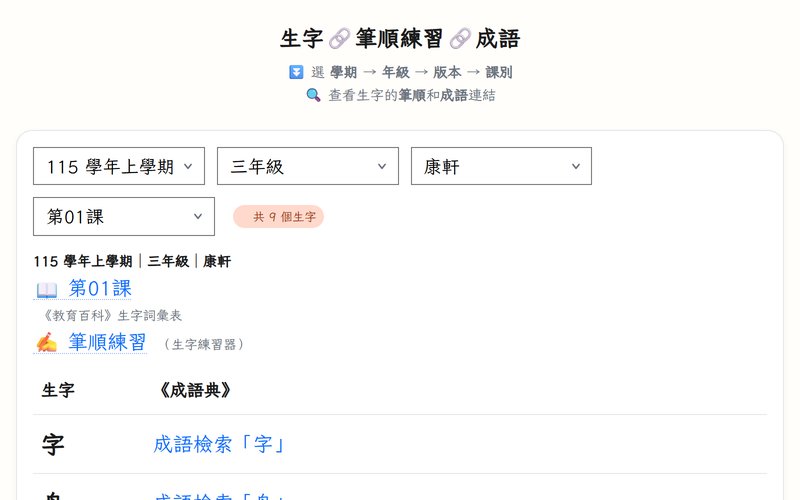 生字🔗筆順練習🔗成語
⏬ 選 學期 → 年級 → 版本 → 課別
🔍 查看生字的筆順和成語連結
115 學年上學期 三年級 康軒
第01課 共 9 個生字
115 學年上學期｜三年級｜康軒
📖 第01課
《教育百科》生字詞彙表
✍️ 筆順練習 （生字練習器）
生字 《成語典》
字 成語檢索「字」